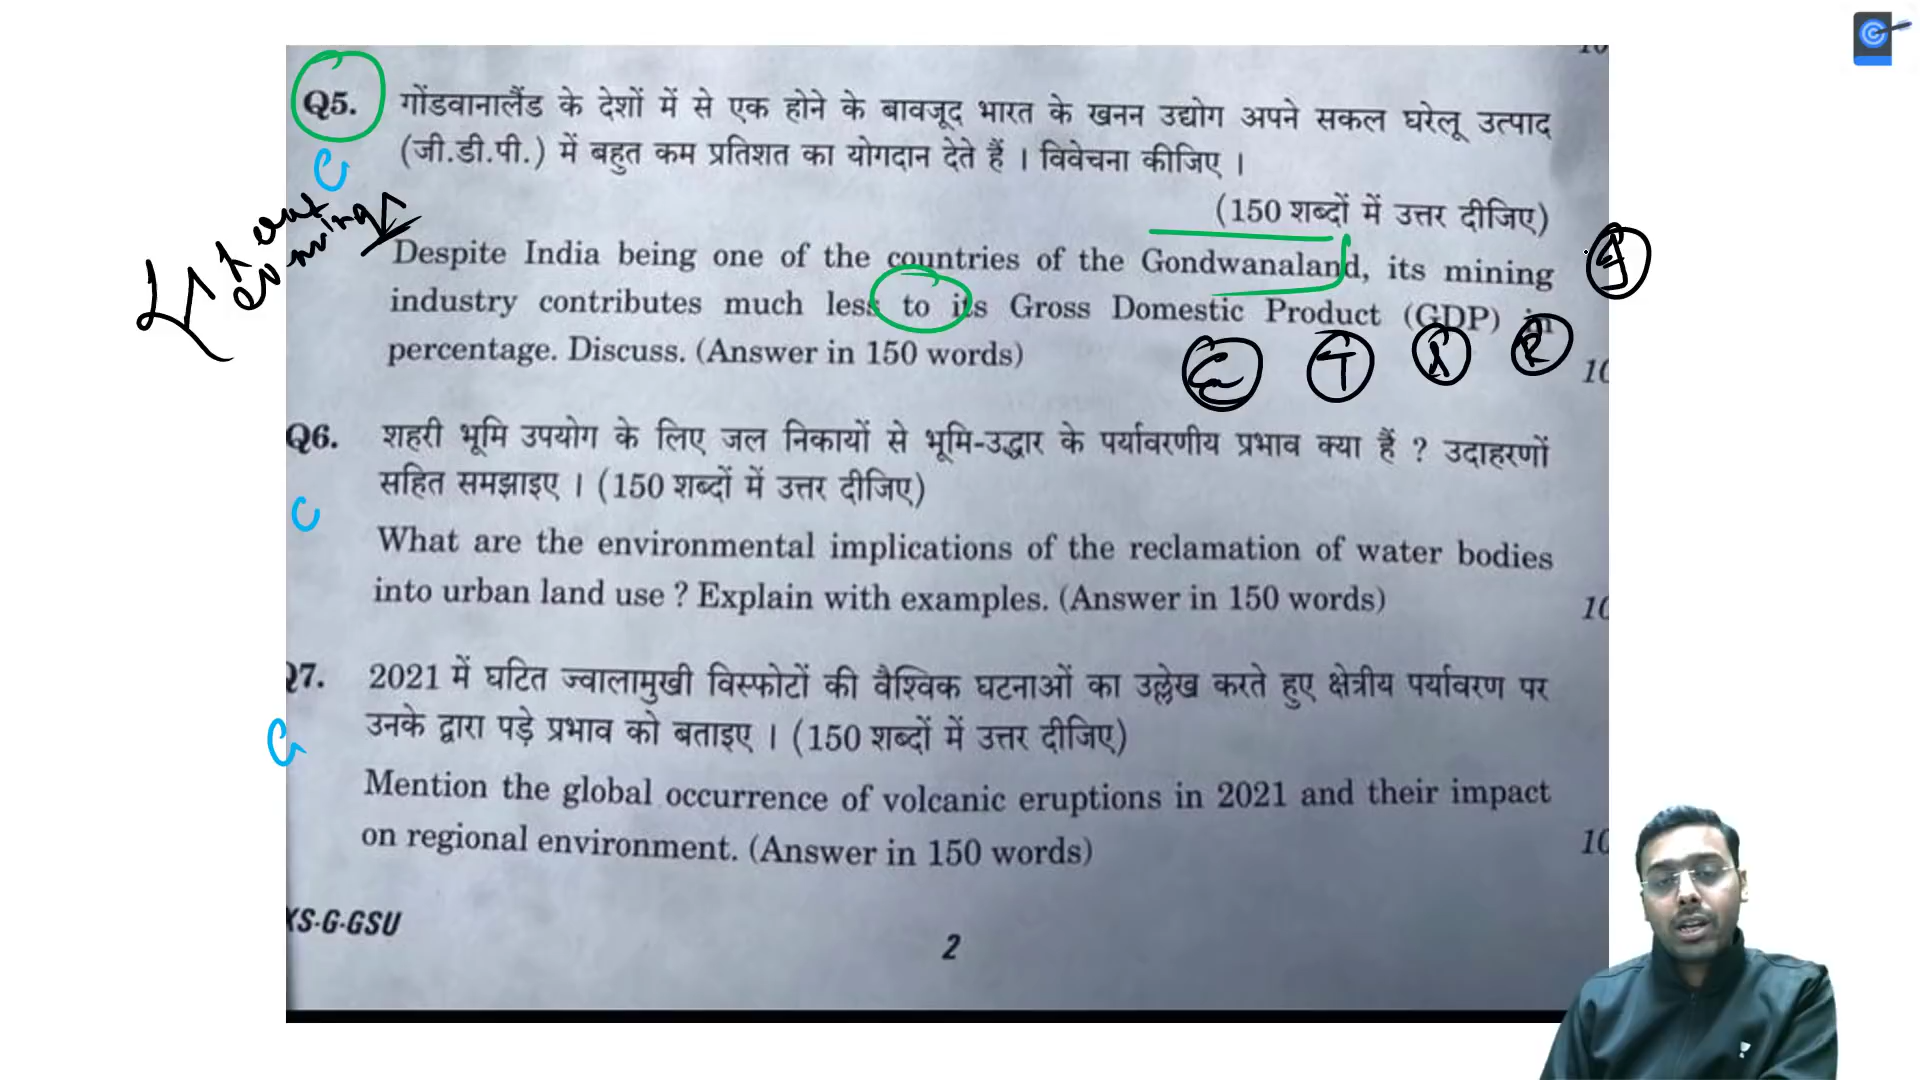 Q5. गोंडवानालैंड के देशों में से एक होने के बावजूद भारत के खनन उद्योग अपने सकल घरेलू उत्पाद
(जी.डी.पी.) में बहुत कम प्रतिशत का योगदान देते हैं । विवेचना कीजिए ।
(150 शब्दों में उत्तर दीजिए)
Despite India being one of the countries of the Gondwanaland, its mining
industry contributes much less to its Gross Domestic Product (GDP) in
percentage. Discuss. (Answer in 150 words)
Q6. शहरी भूमि उपयोग के लिए जल निकायों से भूमि-उद्धार के पर्यावरणीय प्रभाव क्या हैं ? उदाहरणों
सहित समझाइए । (150 शब्दों में उत्तर दीजिए)
C
What are the environmental implications of the reclamation of water bodies
into urban land use ? Explain with examples. (Answer in 150 words)
7. 2021 में घटित ज्वालामुखी विस्फोटों की वैश्विक घटनाओं का उल्लेख करते हुए क्षेत्रीय पर्यावरण पर
उनके द्वारा पड़े प्रभाव को बताइए । (150 शब्दों में उत्तर दीजिए)
Mention the global occurrence of volcanic eruptions in 2021 and their impact
on regional environment. (Answer in 150 words)
S-G-GSU
2